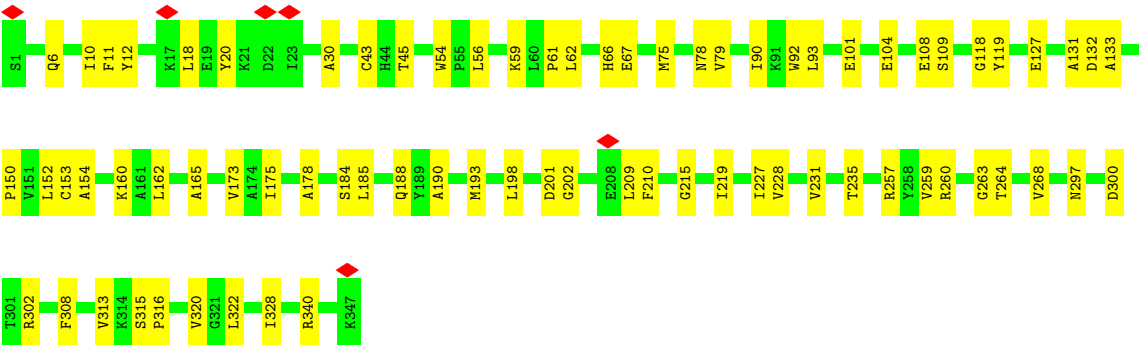 S1 Q6 I10 F11 Y12 K17 L18 E19 Y20 K21 D22 I23 A30 C43 H44 T45 W54 P55 L56 K59 L60 P61 L62 H66 E67 M75 N78 V79 I90 K91 W92 L93 E101 E104 E108 S109 G118 Y119 E127 A131 D132 A133
P150 V151 L152 C153 A154 K160 A161 L162 A165 V173 A174 I175 A178 S184 L185 Q188 Y189 A190 M193 L198 D201 G202 E208 L209 F210 G215 I219 I227 V228 V231 T235 R257 Y258 V259 R260 G263 T264 V268 N297 D300
T301 R302 F308 V313 K314 S315 P316 V320 G321 L322 I328 R340 K347